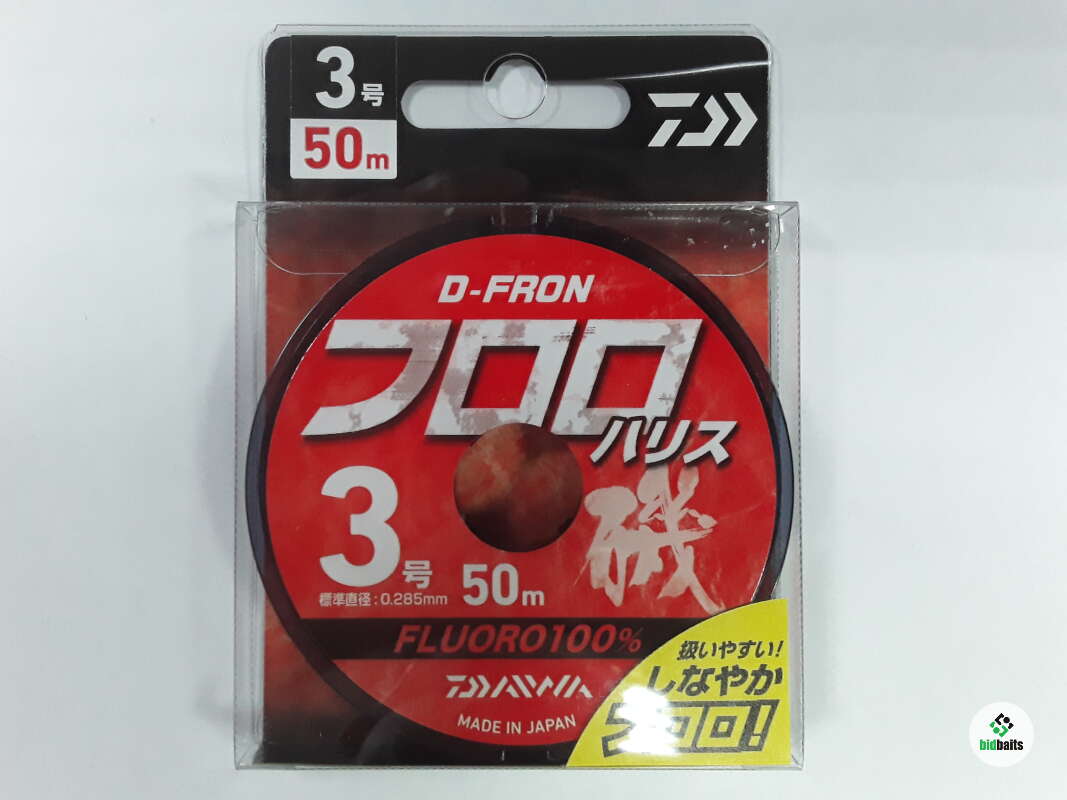 3号
50m
D-FRON
フロロ
ハリス
磯
3号
標準直径:0.285mm
50m
FLUORO100%
DAIWA
MADE IN JAPAN
扱いやすい!
しなやか
フロロ!
bidbaits